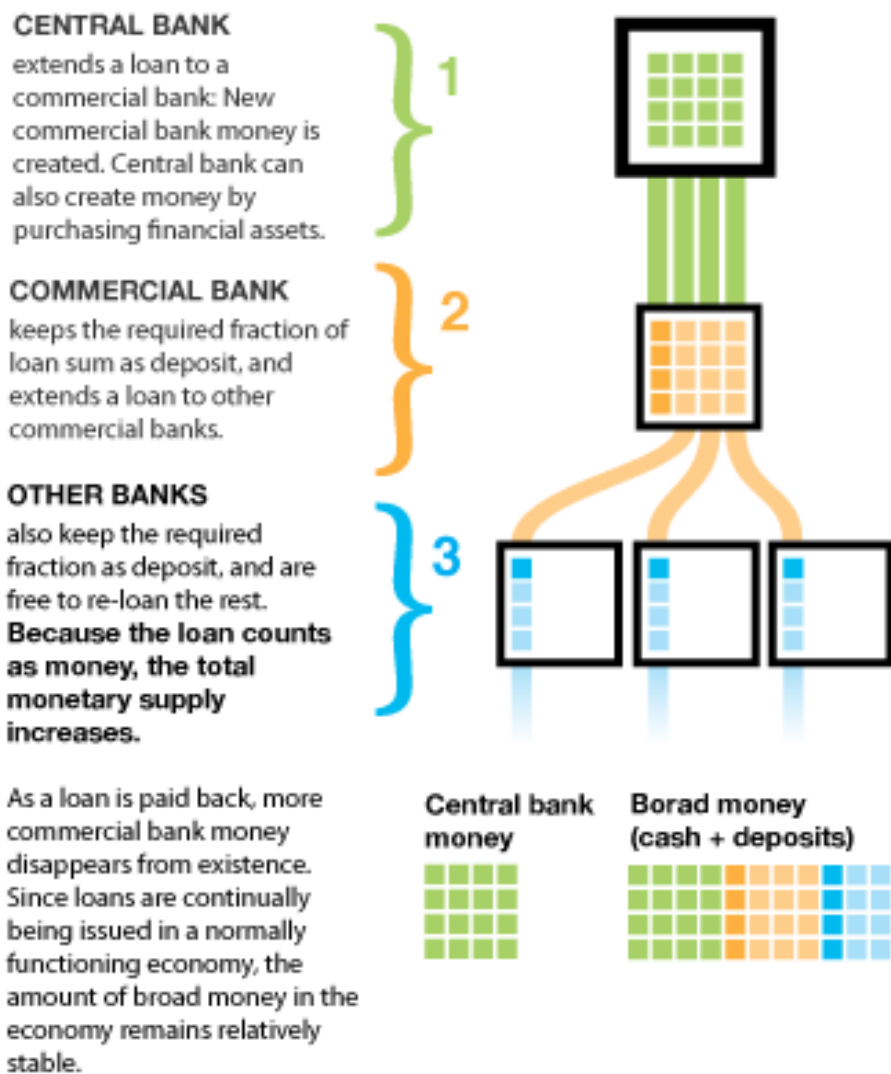 CENTRAL BANK
extends a loan to a
commercial bank: New
commercial bank money is
created. Central bank can
also create money by
purchasing financial assets.
1
COMMERCIAL BANK
keeps the required fraction of
loan sum as deposit, and
extends a loan to other
commercial banks.
2
OTHER BANKS
also keep the required
fraction as deposit, and are
free to re-loan the rest.
Because the loan counts
as money, the total
monetary supply
increases.
3
As a loan is paid back, more
commercial bank money
disappears from existence.
Since loans are continually
being issued in a normally
functioning economy, the
amount of broad money in the
economy remains relatively
stable.
Central bank
money
Borad money
(cash + deposits)